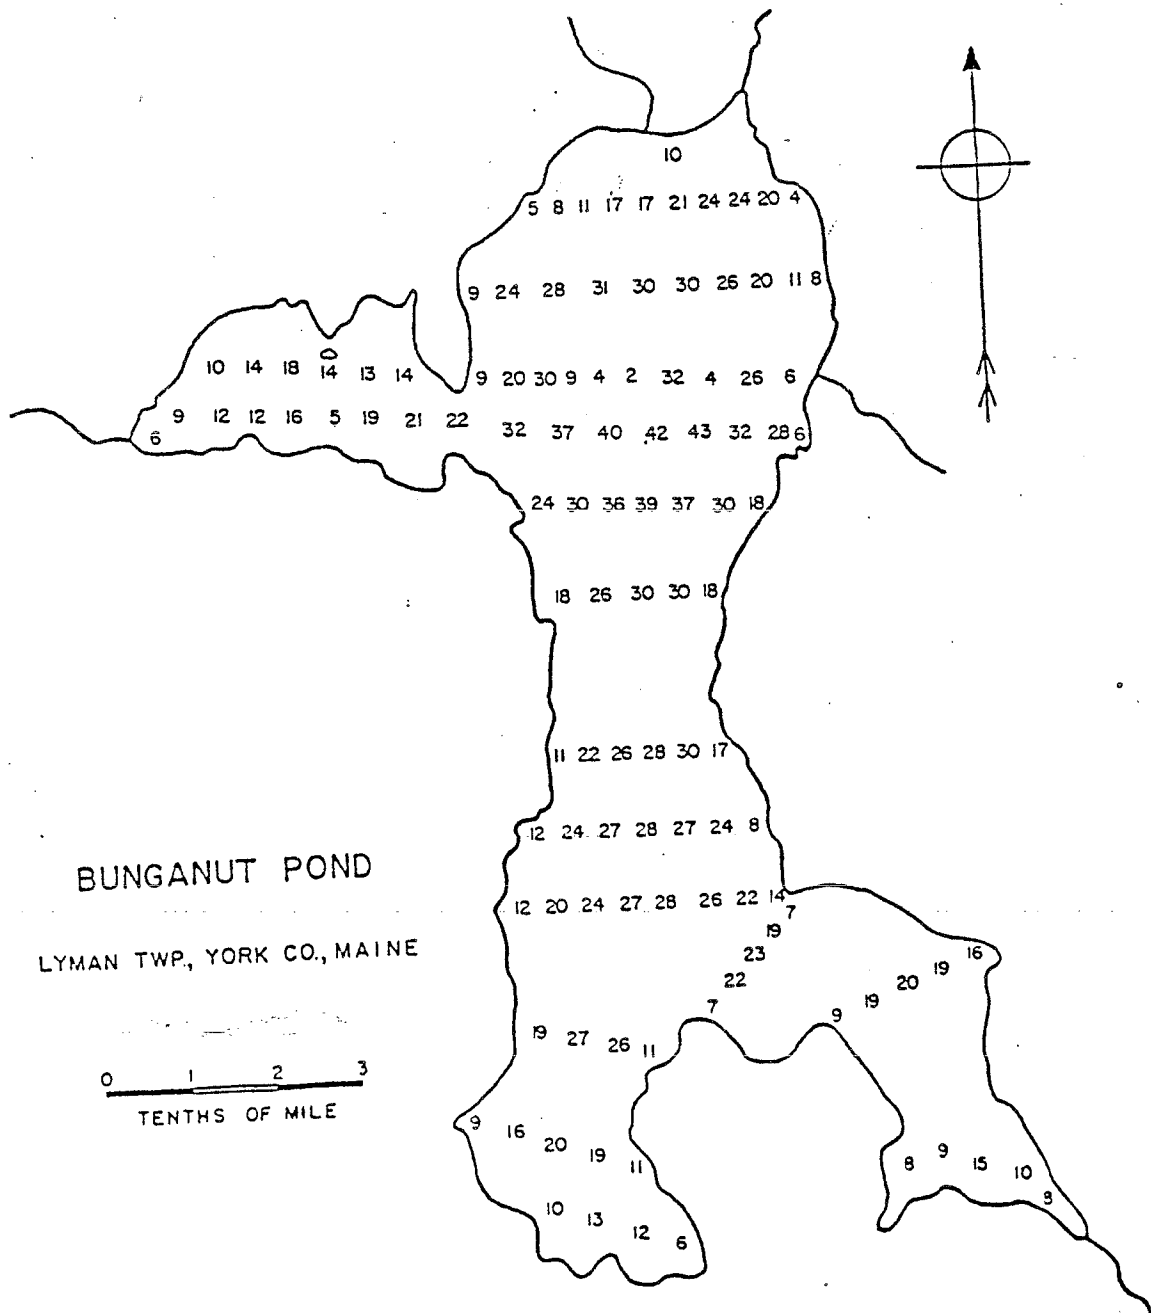 10
5 8 11 17 17 21 24 24 20 4
9 24 28 31 30 30 26 20 11 8
10 14 18 14 13 14 9 20 30 9 4 2 32 4 26 6
6 9 12 12 16 5 19 21 22 32 37 40 42 43 32 28 6
24 30 36 39 37 30 18
18 26 30 30 18
11 22 26 28 30 17
12 24 27 28 27 24 8
BUNGANUT POND
12 20 24 27 28 26 22 14
7
19
23
22
7
LYMAN TWP., YORK CO., MAINE
9 19 20 19 16
19 27 26 11
0 1 2 3
TENTHS OF MILE
9 16 20 19 11
8 9 15 10 8
10 13 12 6